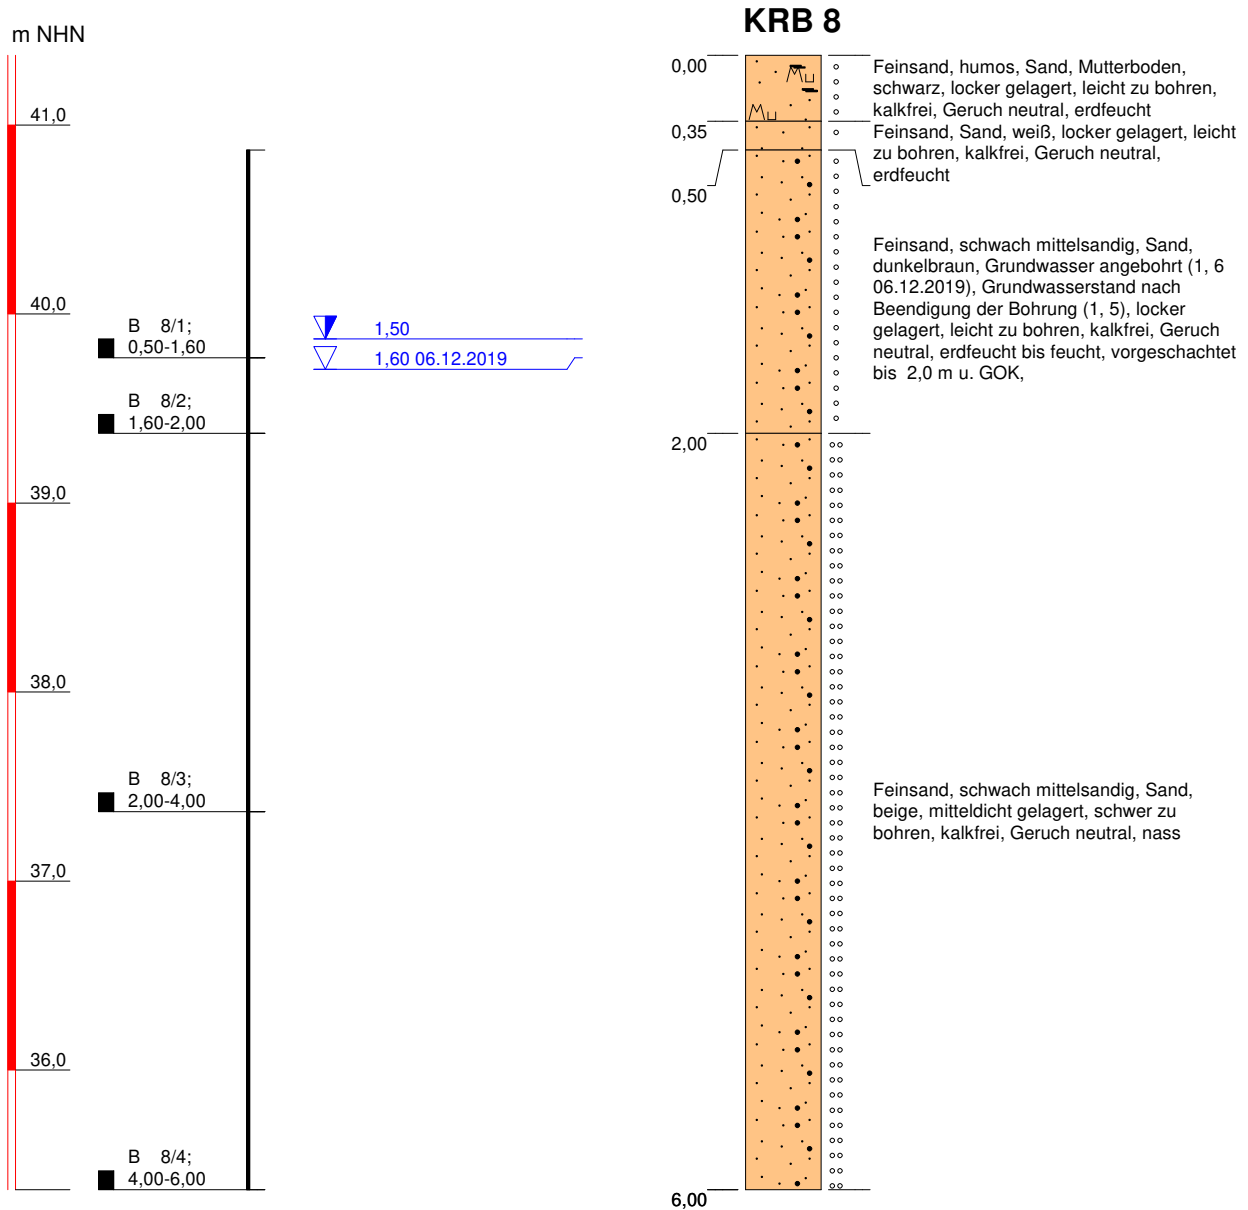 KRB 8
m NHN
41,0
40,0
39,0
38,0
37,0
36,0
B 8/1;
0,50-1,60
B 8/2;
1,60-2,00
B 8/3;
2,00-4,00
B 8/4;
4,00-6,00
1,50
1,60 06.12.2019
0,00
0,35
0,50
2,00
6,00
Mu
Mu
Feinsand, humos, Sand, Mutterboden,
schwarz, locker gelagert, leicht zu bohren,
kalkfrei, Geruch neutral, erdfeucht
Feinsand, Sand, weiß, locker gelagert, leicht
zu bohren, kalkfrei, Geruch neutral,
erdfeucht
Feinsand, schwach mittelsandig, Sand,
dunkelbraun, Grundwasser angebohrt (1, 6
06.12.2019), Grundwasserstand nach
Beendigung der Bohrung (1, 5), locker
gelagert, leicht zu bohren, kalkfrei, Geruch
neutral, erdfeucht bis feucht, vorgeschachtet
bis 2,0 m u. GOK,
Feinsand, schwach mittelsandig, Sand,
beige, mitteldicht gelagert, schwer zu
bohren, kalkfrei, Geruch neutral, nass